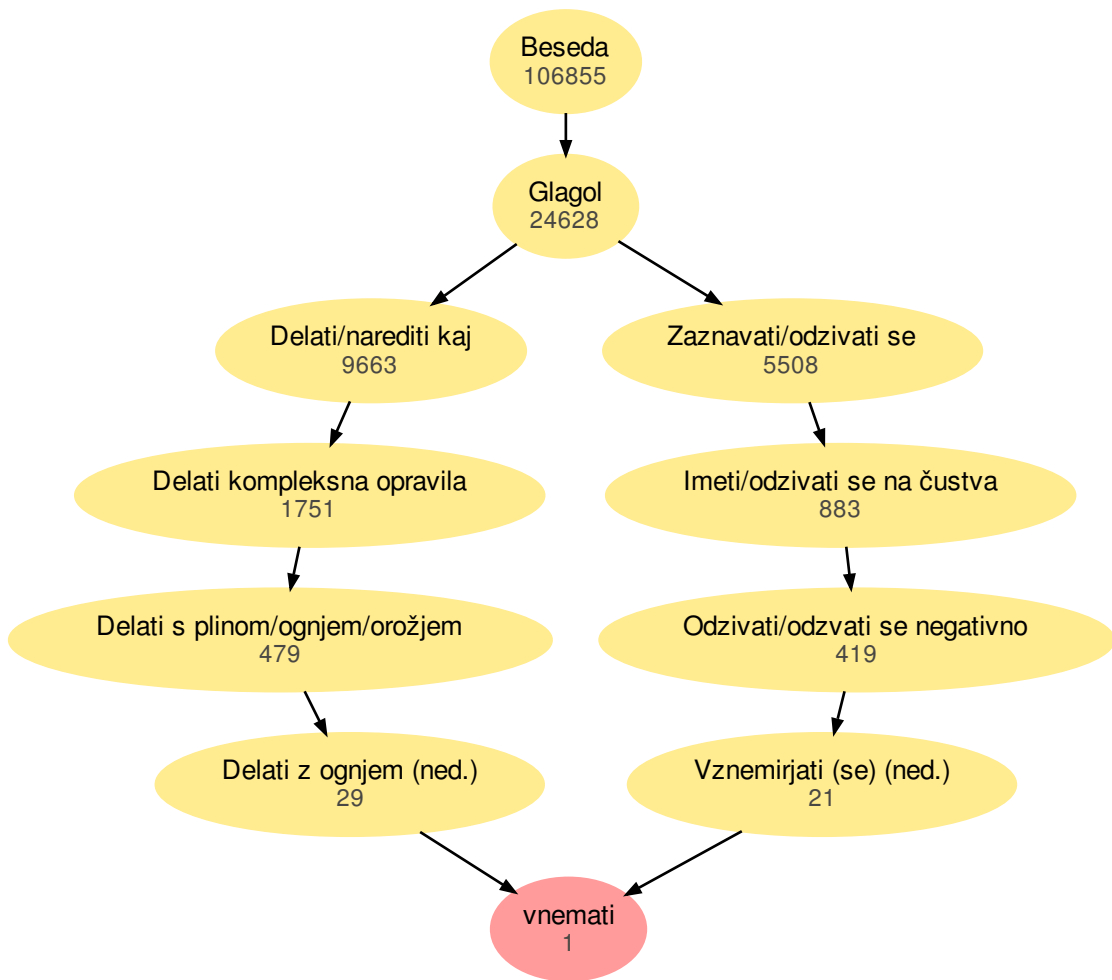 Beseda
106855
Glagol
24628
Delati/narediti kaj
9663
Zaznavati/odzivati se
5508
Delati kompleksna opravila
1751
Imeti/odzivati se na čustva
883
Delati s plinom/ognjem/orožjem
479
Odzivati/odzvati se negativno
419
Delati z ognjem (ned.)
29
Vznemirjati (se) (ned.)
21
vnemati
1